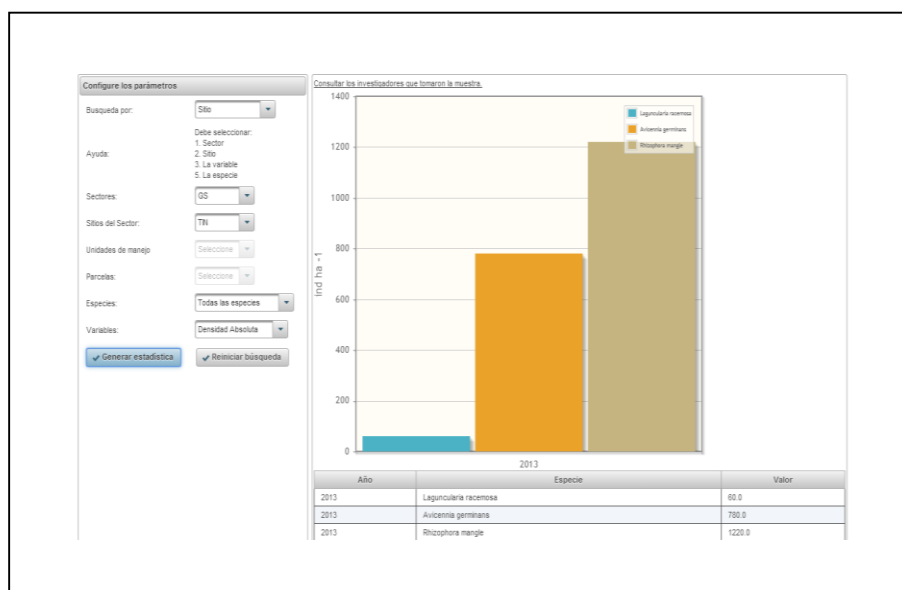 Configure los parámetros
Busqueda por: Sitio
Ayuda:
Debe seleccionar:
1. Sector
2. Sitio
3. La variable
5. La especie
Sectores: GS
Sitios del Sector: TIN
Unidades de manejo Seleccione
Parcelas: Seleccione
Especies: Todas las especies
Variables: Densidad Absoluta
Generar estadística Reiniciar búsqueda
Consultar los investigadores que tomaron la muestra.
1400
1200
1000
800
600
400
200
0
Ind ha -1
Laguncularia racemosa
Avicennia germinans
Rhizophora mangle
2013
Año Especie Valor
2013 Laguncularia racemosa 60.0
2013 Avicennia germinans 780.0
2013 Rhizophora mangle 1220.0